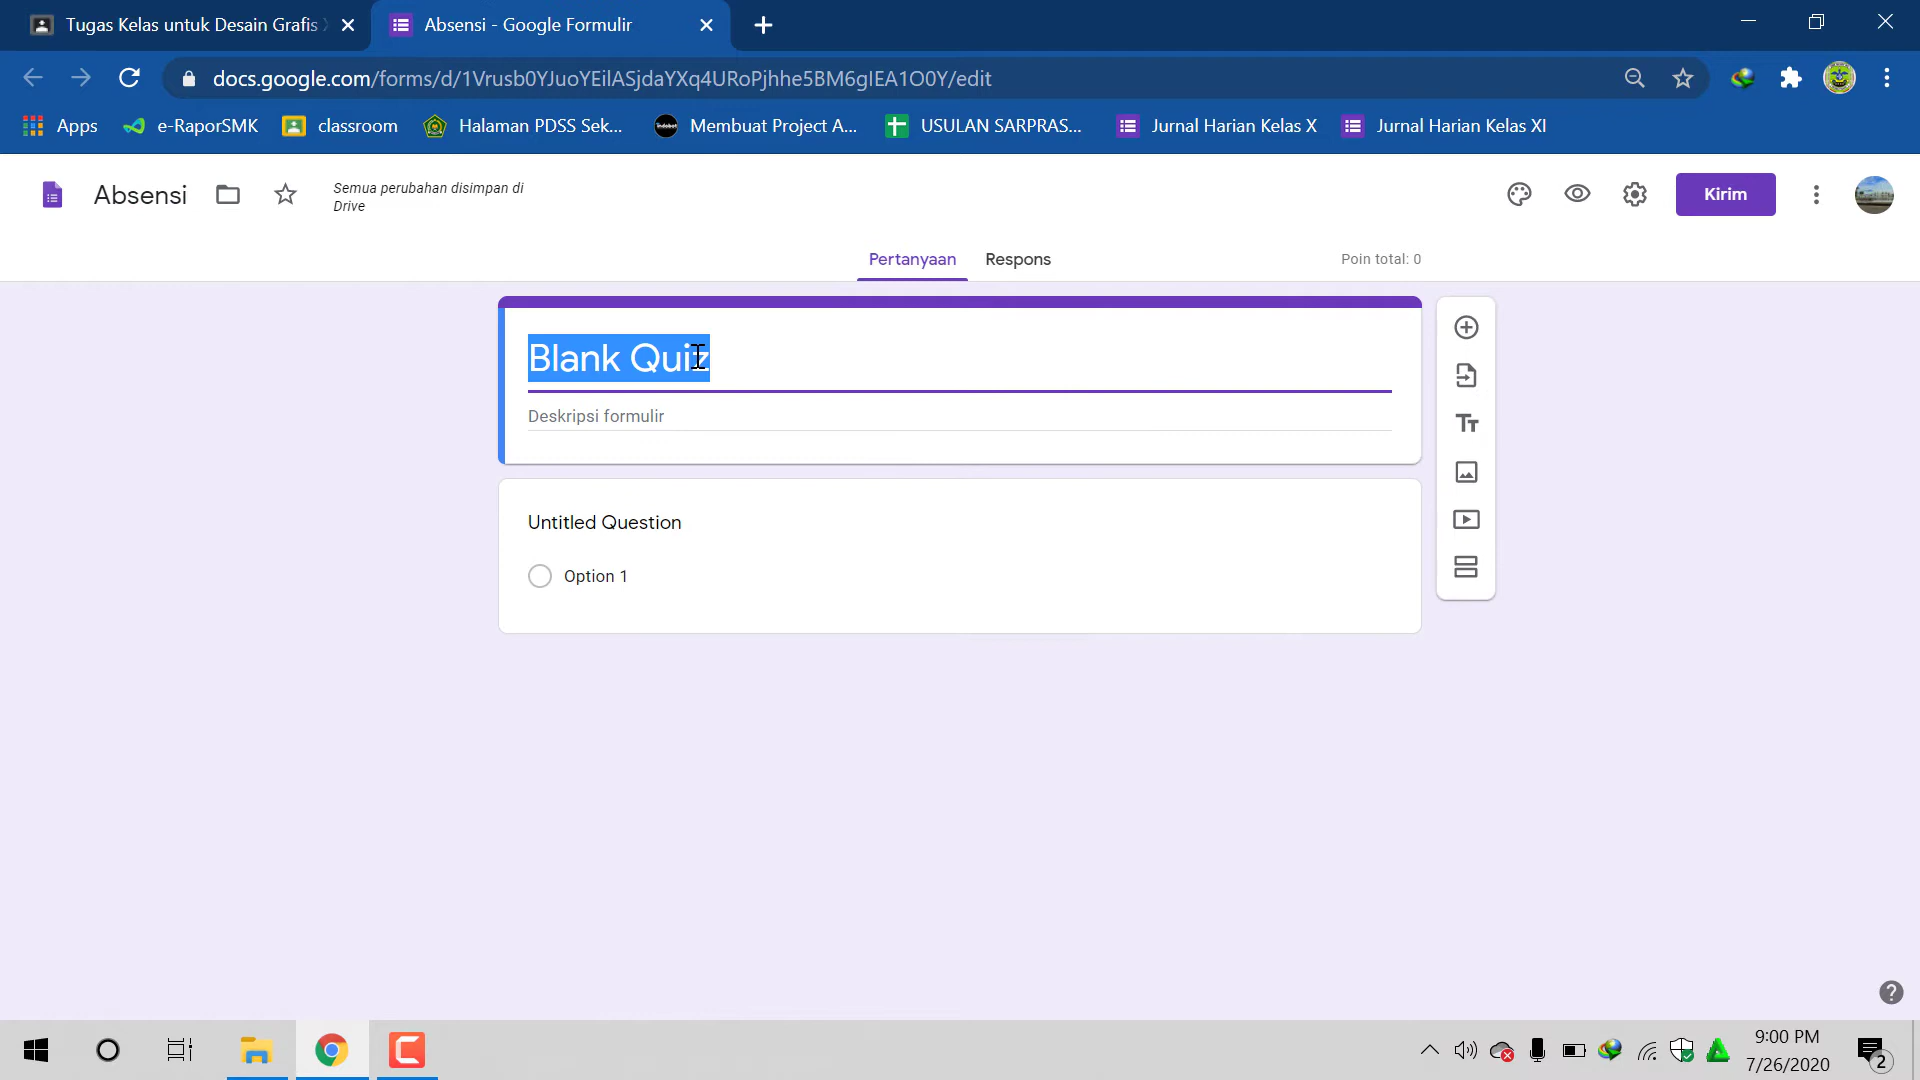 Tugas Kelas untuk Desain Grafis
Absensi - Google Formulir
docs.google.com/forms/d/1Vrusb0YJuoYEilASjdaYXq4URoPjhhe5BM6gIEA1O0Y/edit
Apps
e-RaporSMK
classroom
Halaman PDSS Sek...
Membuat Project A...
USULAN SARPRAS...
Jurnal Harian Kelas X
Jurnal Harian Kelas XI
Absensi
Semua perubahan disimpan di
Drive
Kirim
Pertanyaan
Respons
Poin total: 0
Blank Quiz
Deskripsi formulir
Untitled Question
Option 1
9:00 PM
7/26/2020
2